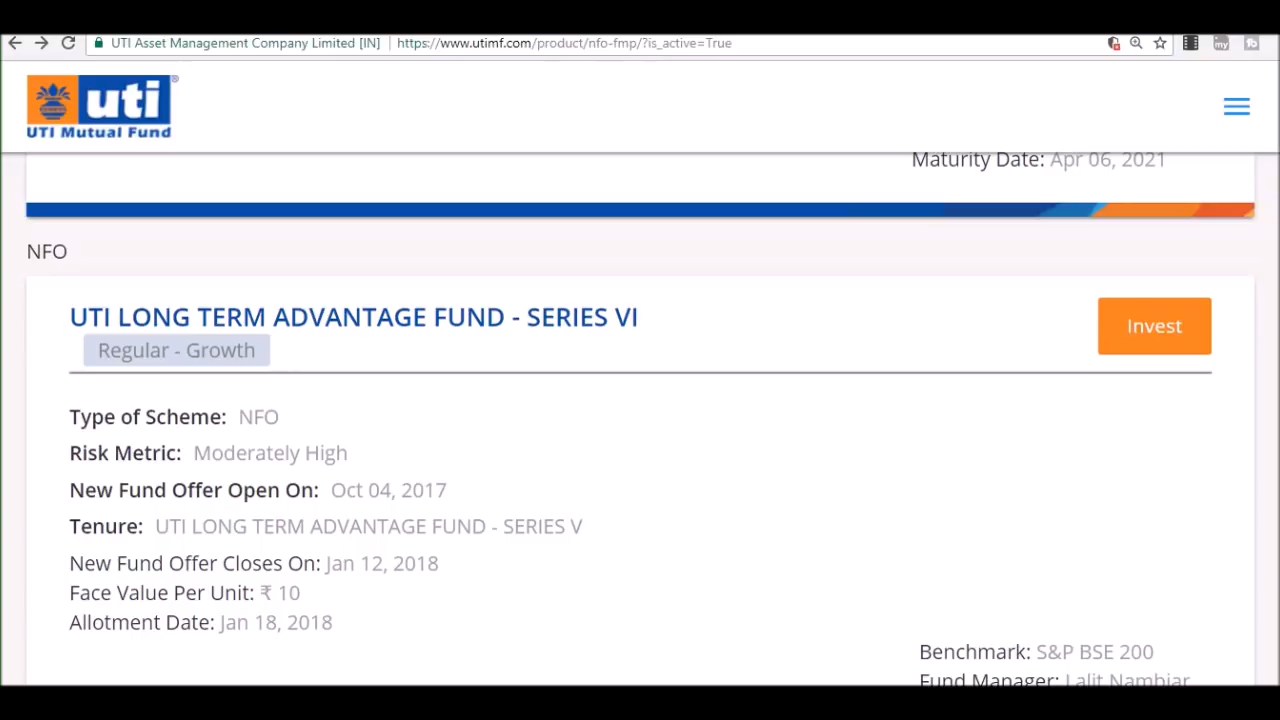 UTI Asset Management Company Limited [IN] https://www.utimf.com/product/nfo-fmp/?is_active=True
uti
UTI Mutual Fund
Maturity Date: Apr 06, 2021
NFO
UTI LONG TERM ADVANTAGE FUND - SERIES VI
Invest
Regular - Growth
Type of Scheme: NFO
Risk Metric: Moderately High
New Fund Offer Open On: Oct 04, 2017
Tenure: UTI LONG TERM ADVANTAGE FUND - SERIES V
New Fund Offer Closes On: Jan 12, 2018
Face Value Per Unit: ₹ 10
Allotment Date: Jan 18, 2018
Benchmark: S&P BSE 200
Fund Manager: Lalit Nambiar